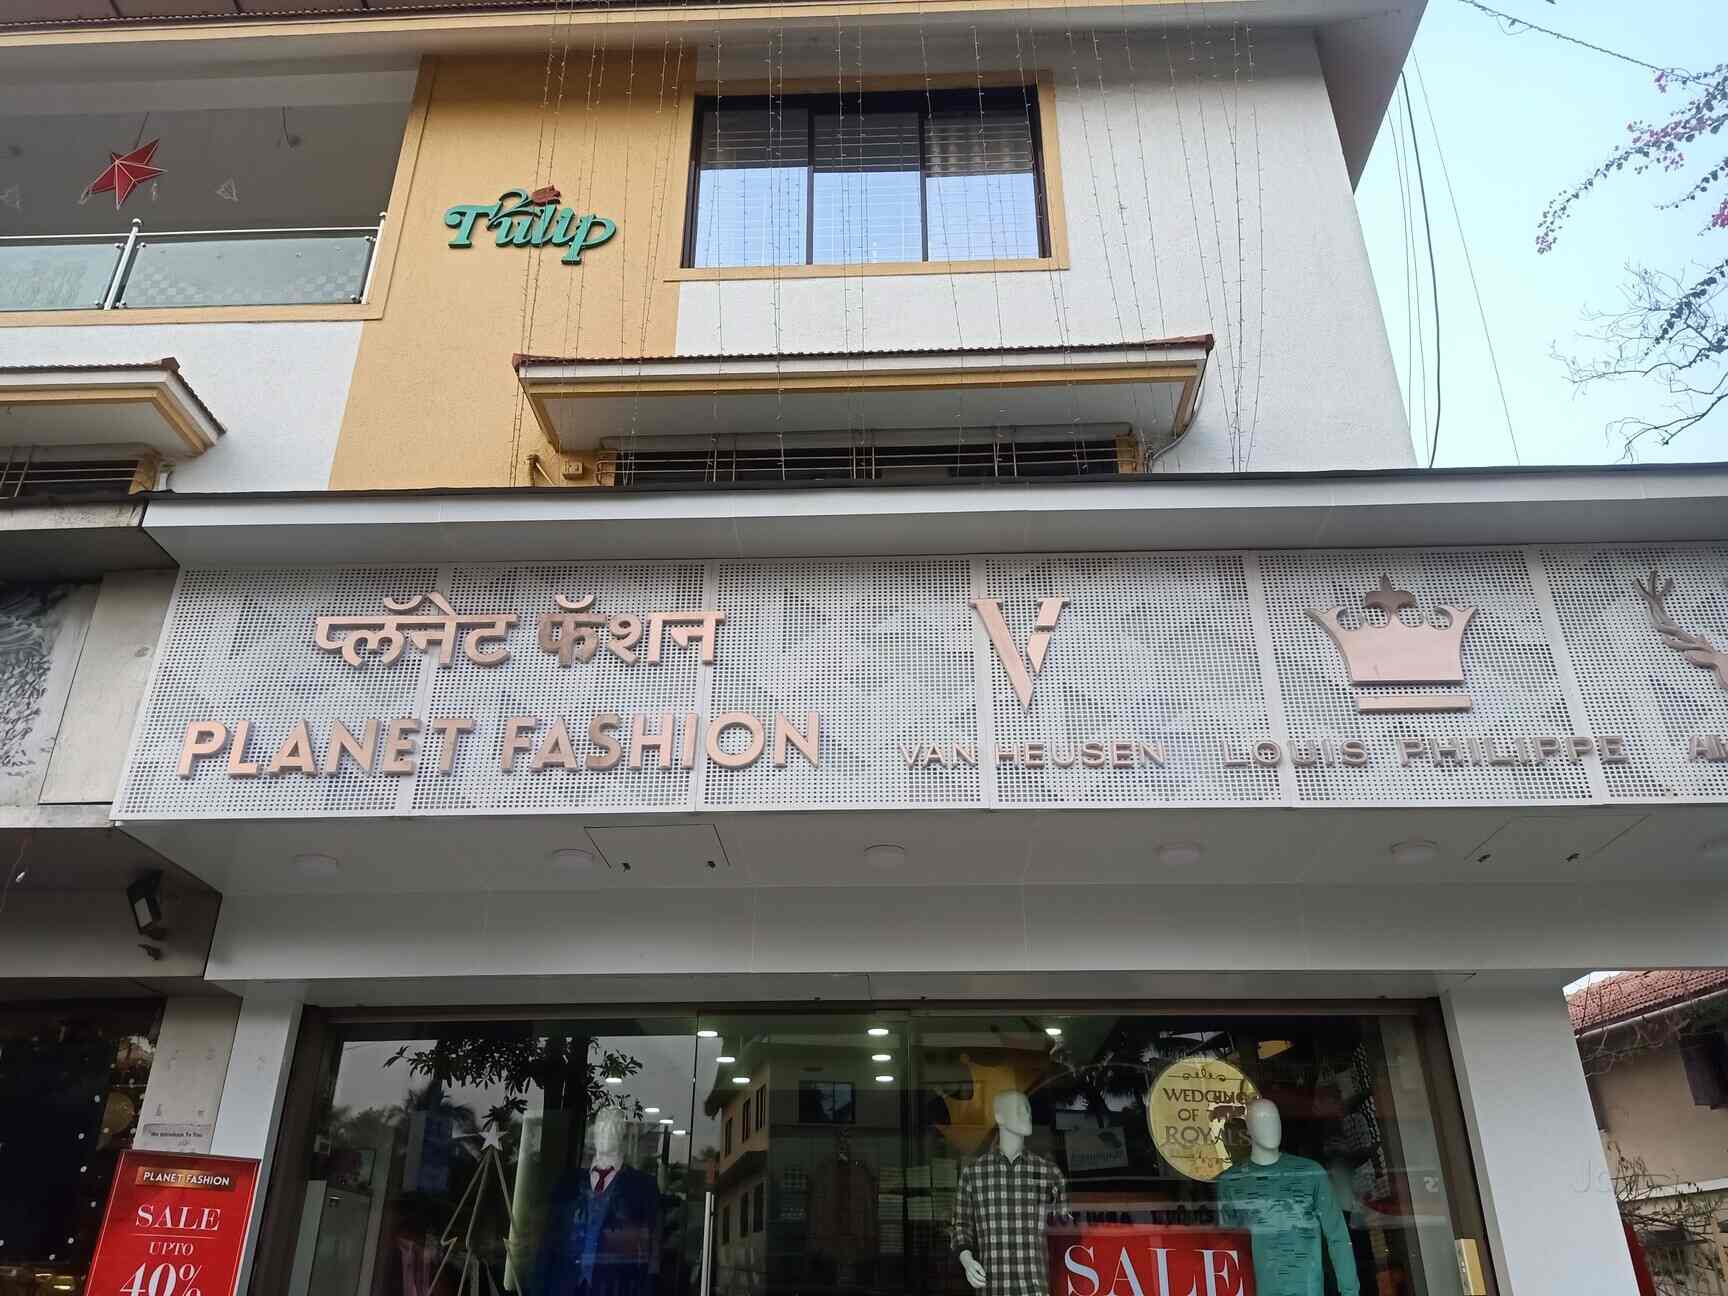 Tulip
प्लॅनेट फॅशन
PLANET FASHION
VAN HEUSEN
LOUIS PHILIPPE
WEDDING
OF
ROYALS
PLANET FASHION
SALE
UPTO
40%
SALE